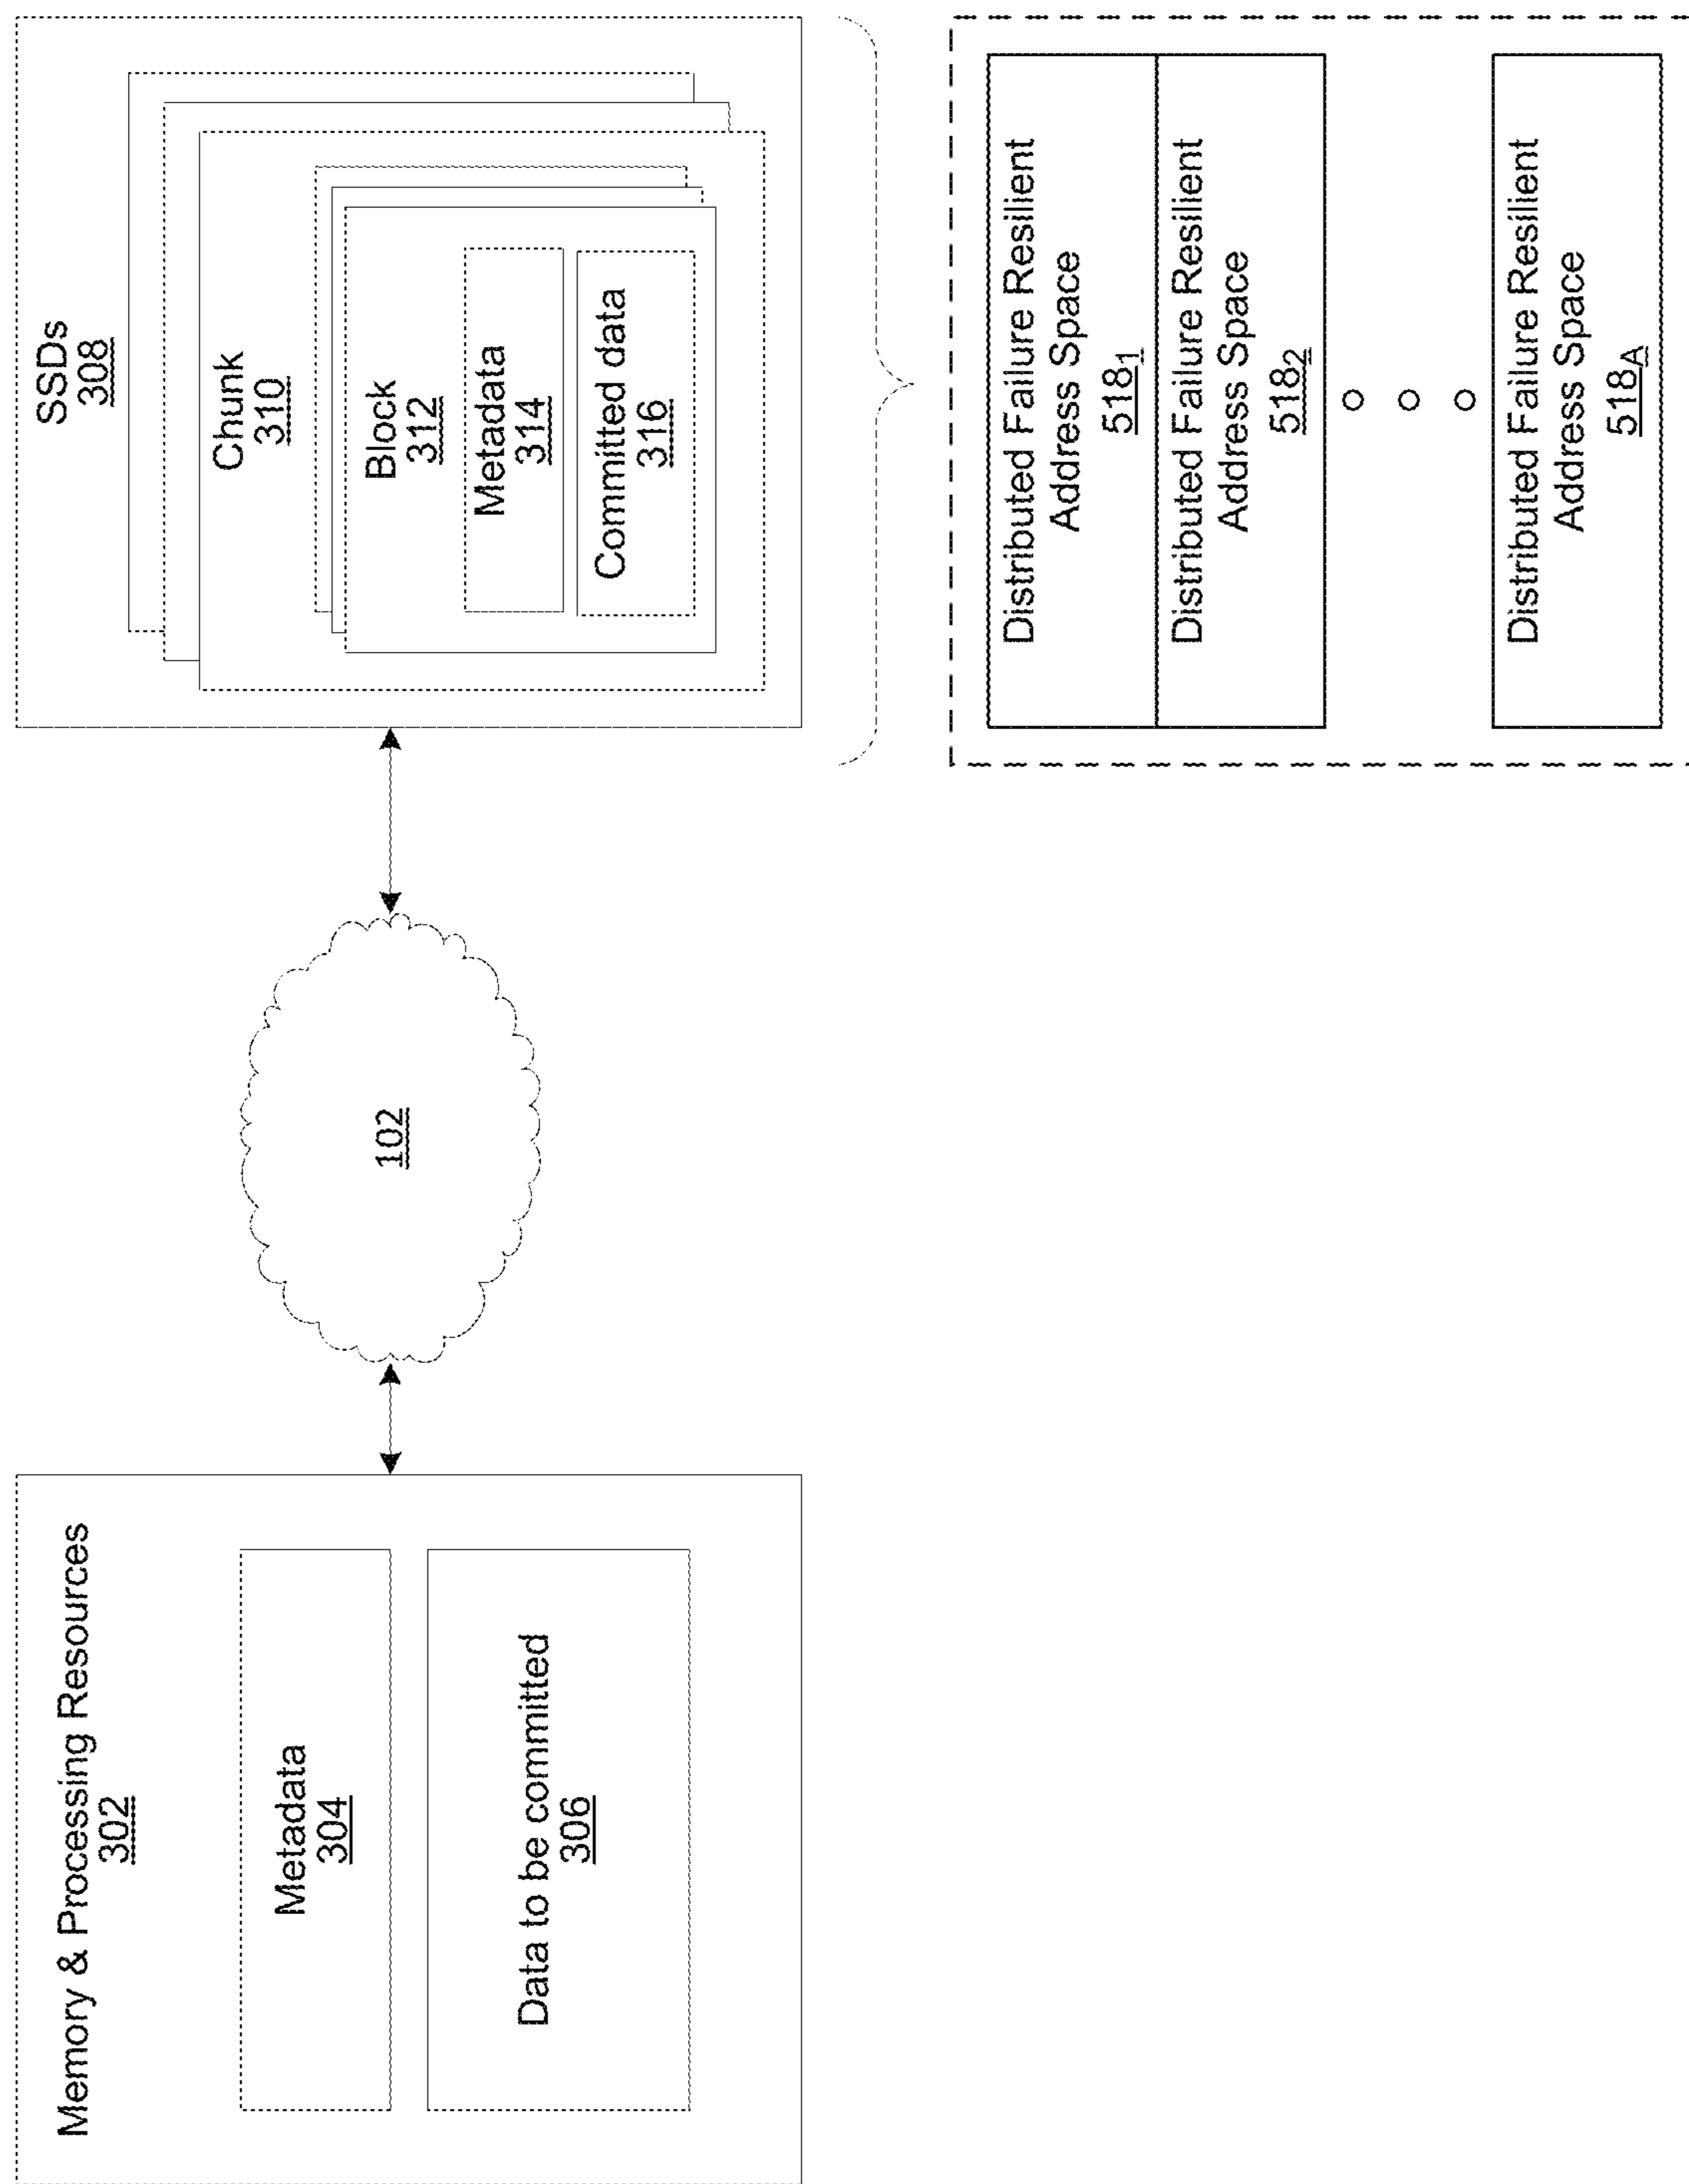 Memory & Processing Resources
302
Metadata
304
Data to be committed
306
102
SSDs
308
Chunk
310
Block
312
Metadata
314
Committed data
316
Distributed Failure Resilient
Address Space
518₁
Distributed Failure Resilient
Address Space
518₂
Distributed Failure Resilient
Address Space
518A